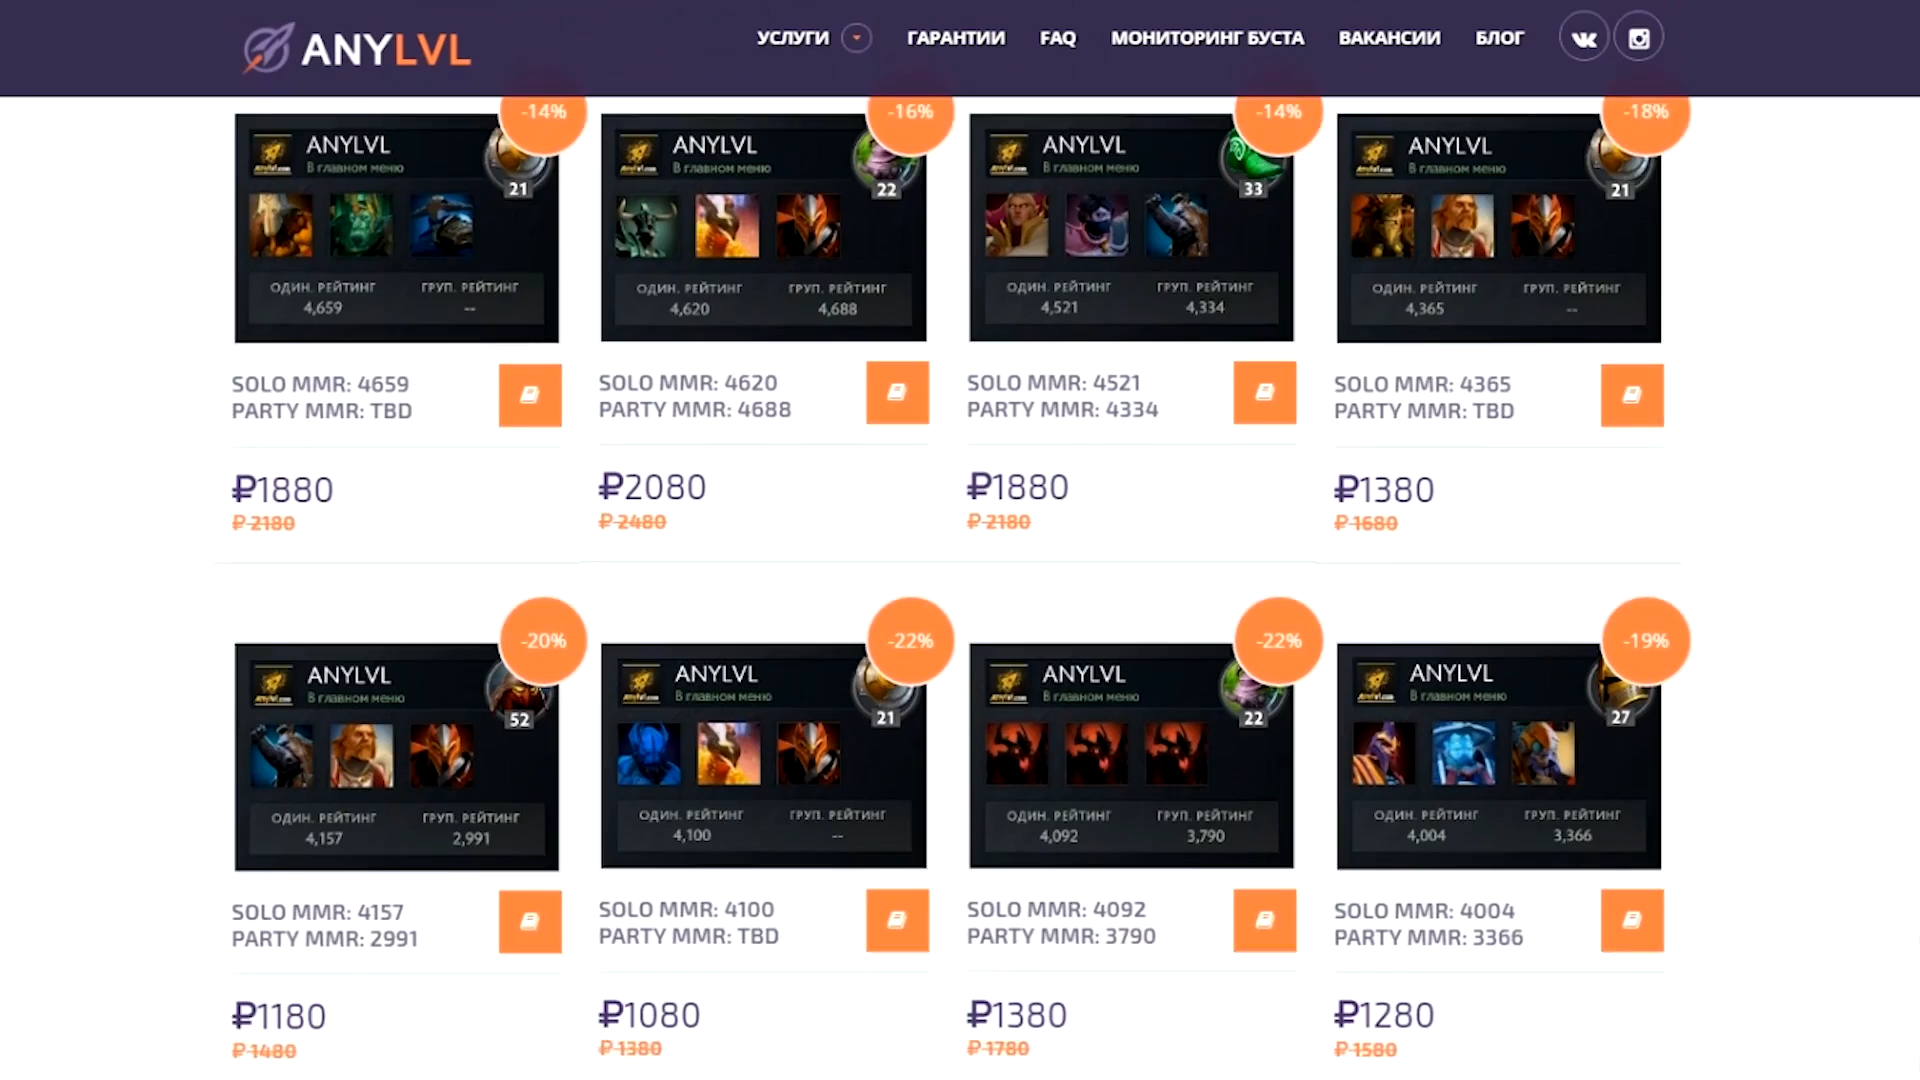 ANYLVL
УСЛУГИ
ГАРАНТИИ
FAQ
МОНИТОРИНГ БУСТА
ВАКАНСИИ
БЛОГ
-14%
ANYLVL
В главном меню
21
ОДИН. РЕЙТИНГ ГРУП. РЕЙТИНГ
4,659 --
SOLO MMR: 4659
PARTY MMR: TBD
₽1880
₽ 2180
-16%
ANYLVL
В главном меню
22
ОДИН. РЕЙТИНГ ГРУП. РЕЙТИНГ
4,620 4,688
SOLO MMR: 4620
PARTY MMR: 4688
₽2080
₽ 2480
-14%
ANYLVL
В главном меню
33
ОДИН. РЕЙТИНГ ГРУП. РЕЙТИНГ
4,521 4,334
SOLO MMR: 4521
PARTY MMR: 4334
₽1880
₽ 2180
-18%
ANYLVL
В главном меню
21
ОДИН. РЕЙТИНГ ГРУП. РЕЙТИНГ
4,365 --
SOLO MMR: 4365
PARTY MMR: TBD
₽1380
₽ 1680
-20%
ANYLVL
В главном меню
52
ОДИН. РЕЙТИНГ ГРУП. РЕЙТИНГ
4,157 2,991
SOLO MMR: 4157
PARTY MMR: 2991
₽1180
₽ 1480
-22%
ANYLVL
В главном меню
21
ОДИН. РЕЙТИНГ ГРУП. РЕЙТИНГ
4,100 --
SOLO MMR: 4100
PARTY MMR: TBD
₽1080
₽ 1380
-22%
ANYLVL
В главном меню
22
ОДИН. РЕЙТИНГ ГРУП. РЕЙТИНГ
4,092 3,790
SOLO MMR: 4092
PARTY MMR: 3790
₽1380
₽ 1780
-19%
ANYLVL
В главном меню
27
ОДИН. РЕЙТИНГ ГРУП. РЕЙТИНГ
4,004 3,366
SOLO MMR: 4004
PARTY MMR: 3366
₽1280
₽ 1580